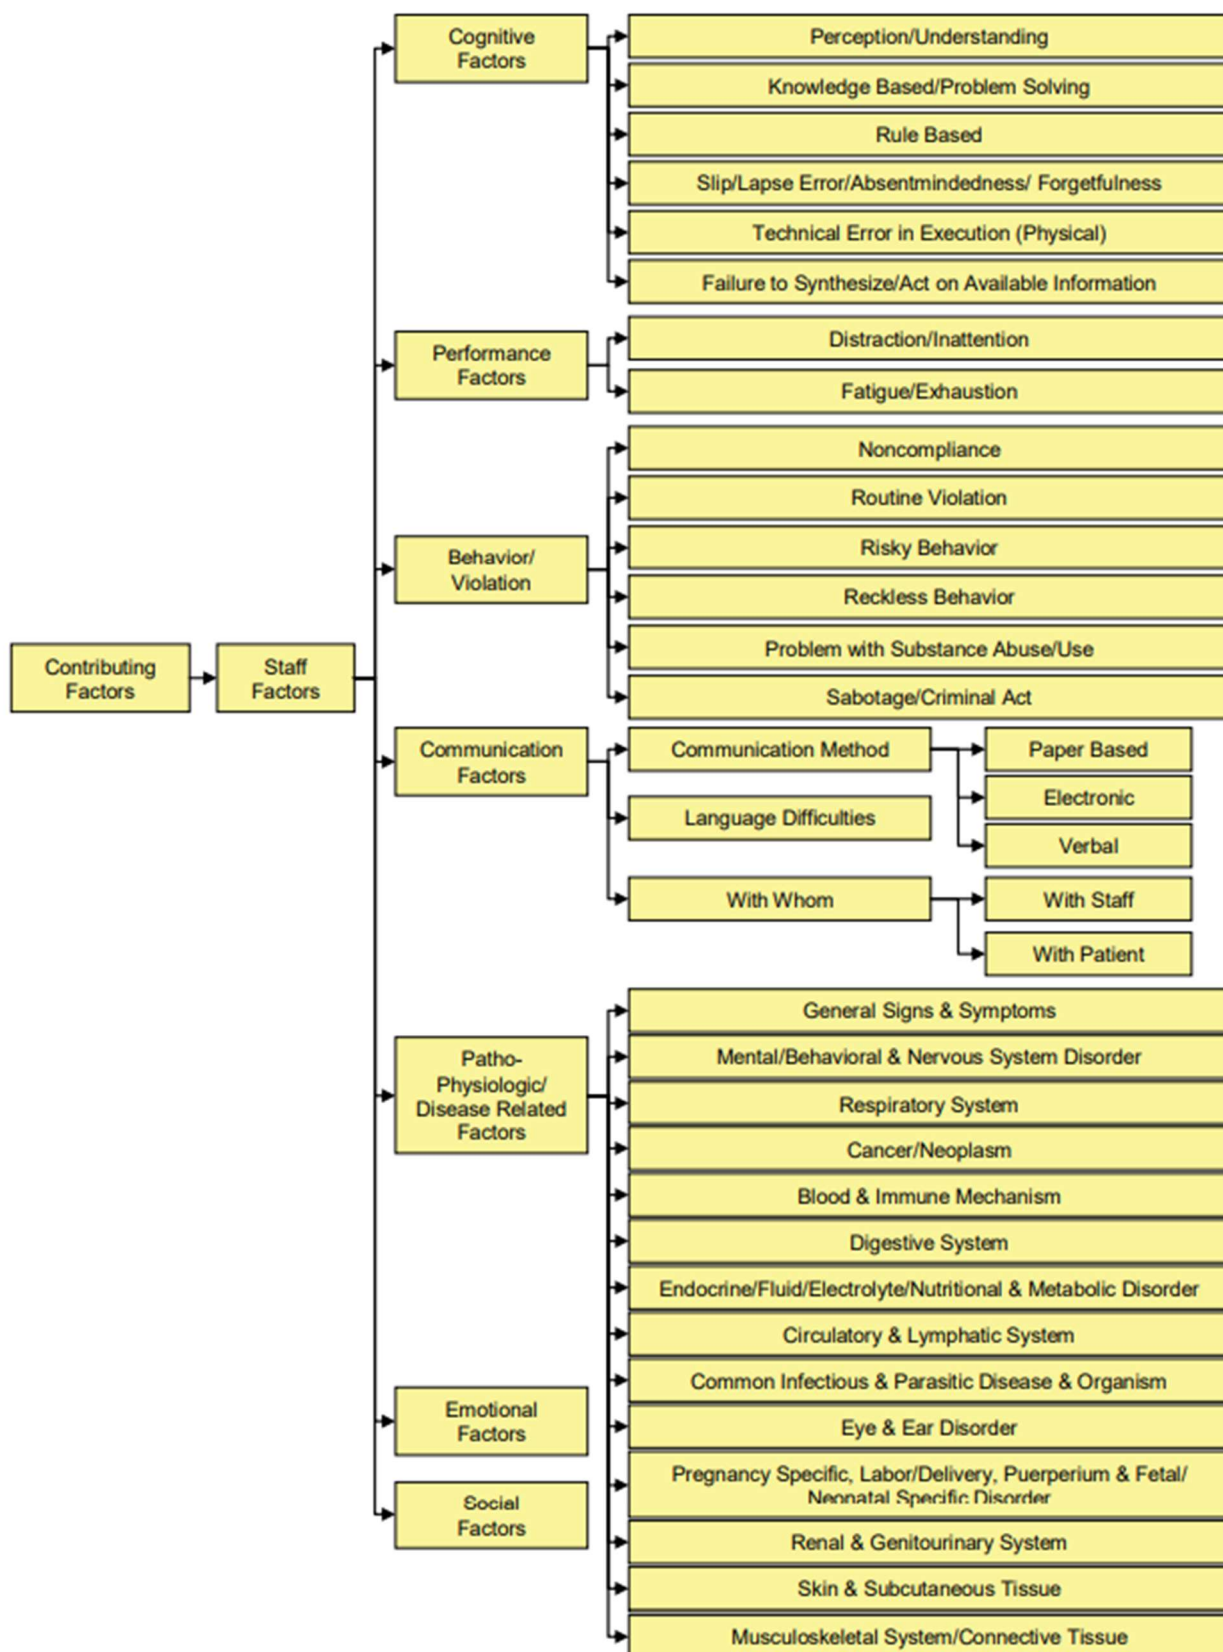 Contributing
Factors
Staff
Factors
Cognitive
Factors
Perception/Understanding
Knowledge Based/Problem Solving
Rule Based
Slip/Lapse Error/Absentmindedness/ Forgetfulness
Technical Error in Execution (Physical)
Failure to Synthesize/Act on Available Information
Performance
Factors
Distraction/Inattention
Fatigue/Exhaustion
Behavior/
Violation
Noncompliance
Routine Violation
Risky Behavior
Reckless Behavior
Problem with Substance Abuse/Use
Sabotage/Criminal Act
Communication
Factors
Communication Method
Paper Based
Electronic
Verbal
Language Difficulties
With Whom
With Staff
With Patient
Patho-
Physiologic/
Disease Related
Factors
General Signs & Symptoms
Mental/Behavioral & Nervous System Disorder
Respiratory System
Cancer/Neoplasm
Blood & Immune Mechanism
Digestive System
Endocrine/Fluid/Electrolyte/Nutritional & Metabolic Disorder
Circulatory & Lymphatic System
Common Infectious & Parasitic Disease & Organism
Eye & Ear Disorder
Pregnancy Specific, Labor/Delivery, Puerperium & Fetal/
Neonatal Specific Disorder
Renal & Genitourinary System
Skin & Subcutaneous Tissue
Musculoskeletal System/Connective Tissue
Emotional
Factors
Social
Factors